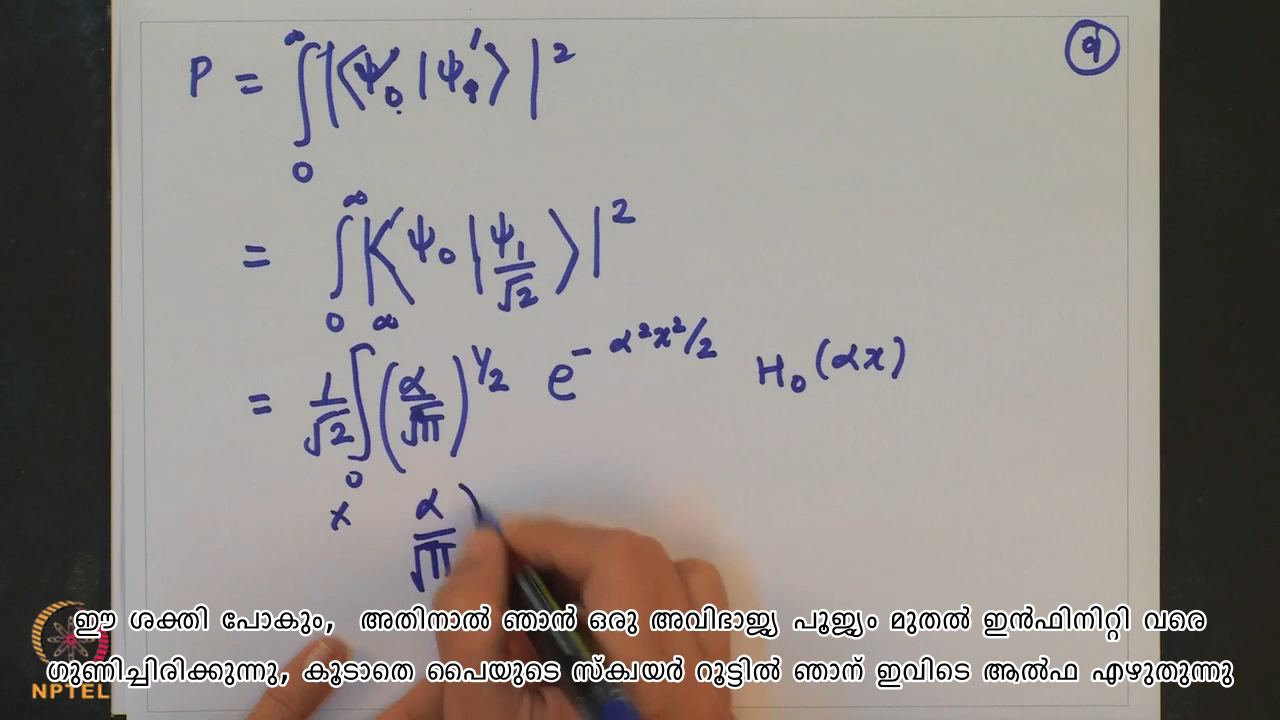 9
P = ∫₀^∞ |⟨ψ₀' | ψ₁'⟩|²
= ∫₀^∞ |⟨ψ₀ | ψ₁/√2⟩|²
= 1/√2 ∫₀^∞ (α/√π)^{1/2} e^{-α²x²/2} H₀(αx)
× α/√π )
ഈ ശക്തി പോകും, അതിനാൽ ഞാൻ ഒരു അവിഭാജ്യ പൂജ്യം മുതൽ ഇൻഫിനിറ്റി വരെ
ഗുണിച്ചിരിക്കുന്നു, കൂടാതെ പൈയുടെ സ്ക്വയർ റൂട്ടിൽ ഞാന് ഇവിടെ ആൽഫ എഴുതുന്നു
NPTEL